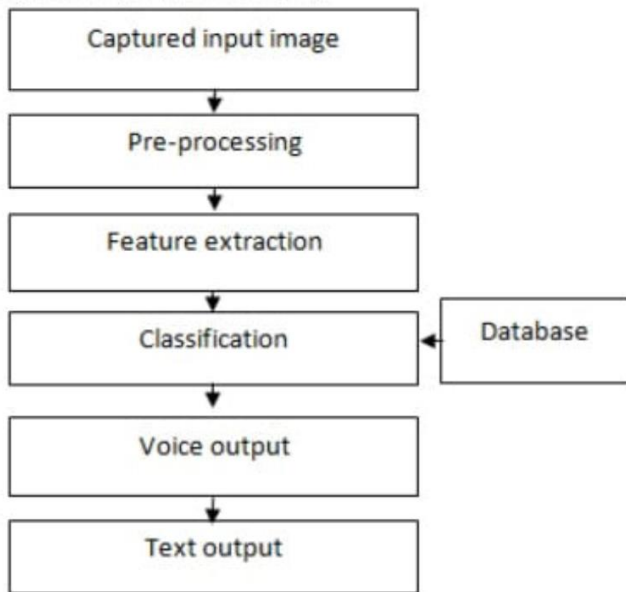 Captured input image
Pre-processing
Feature extraction
Classification
Database
Voice output
Text output